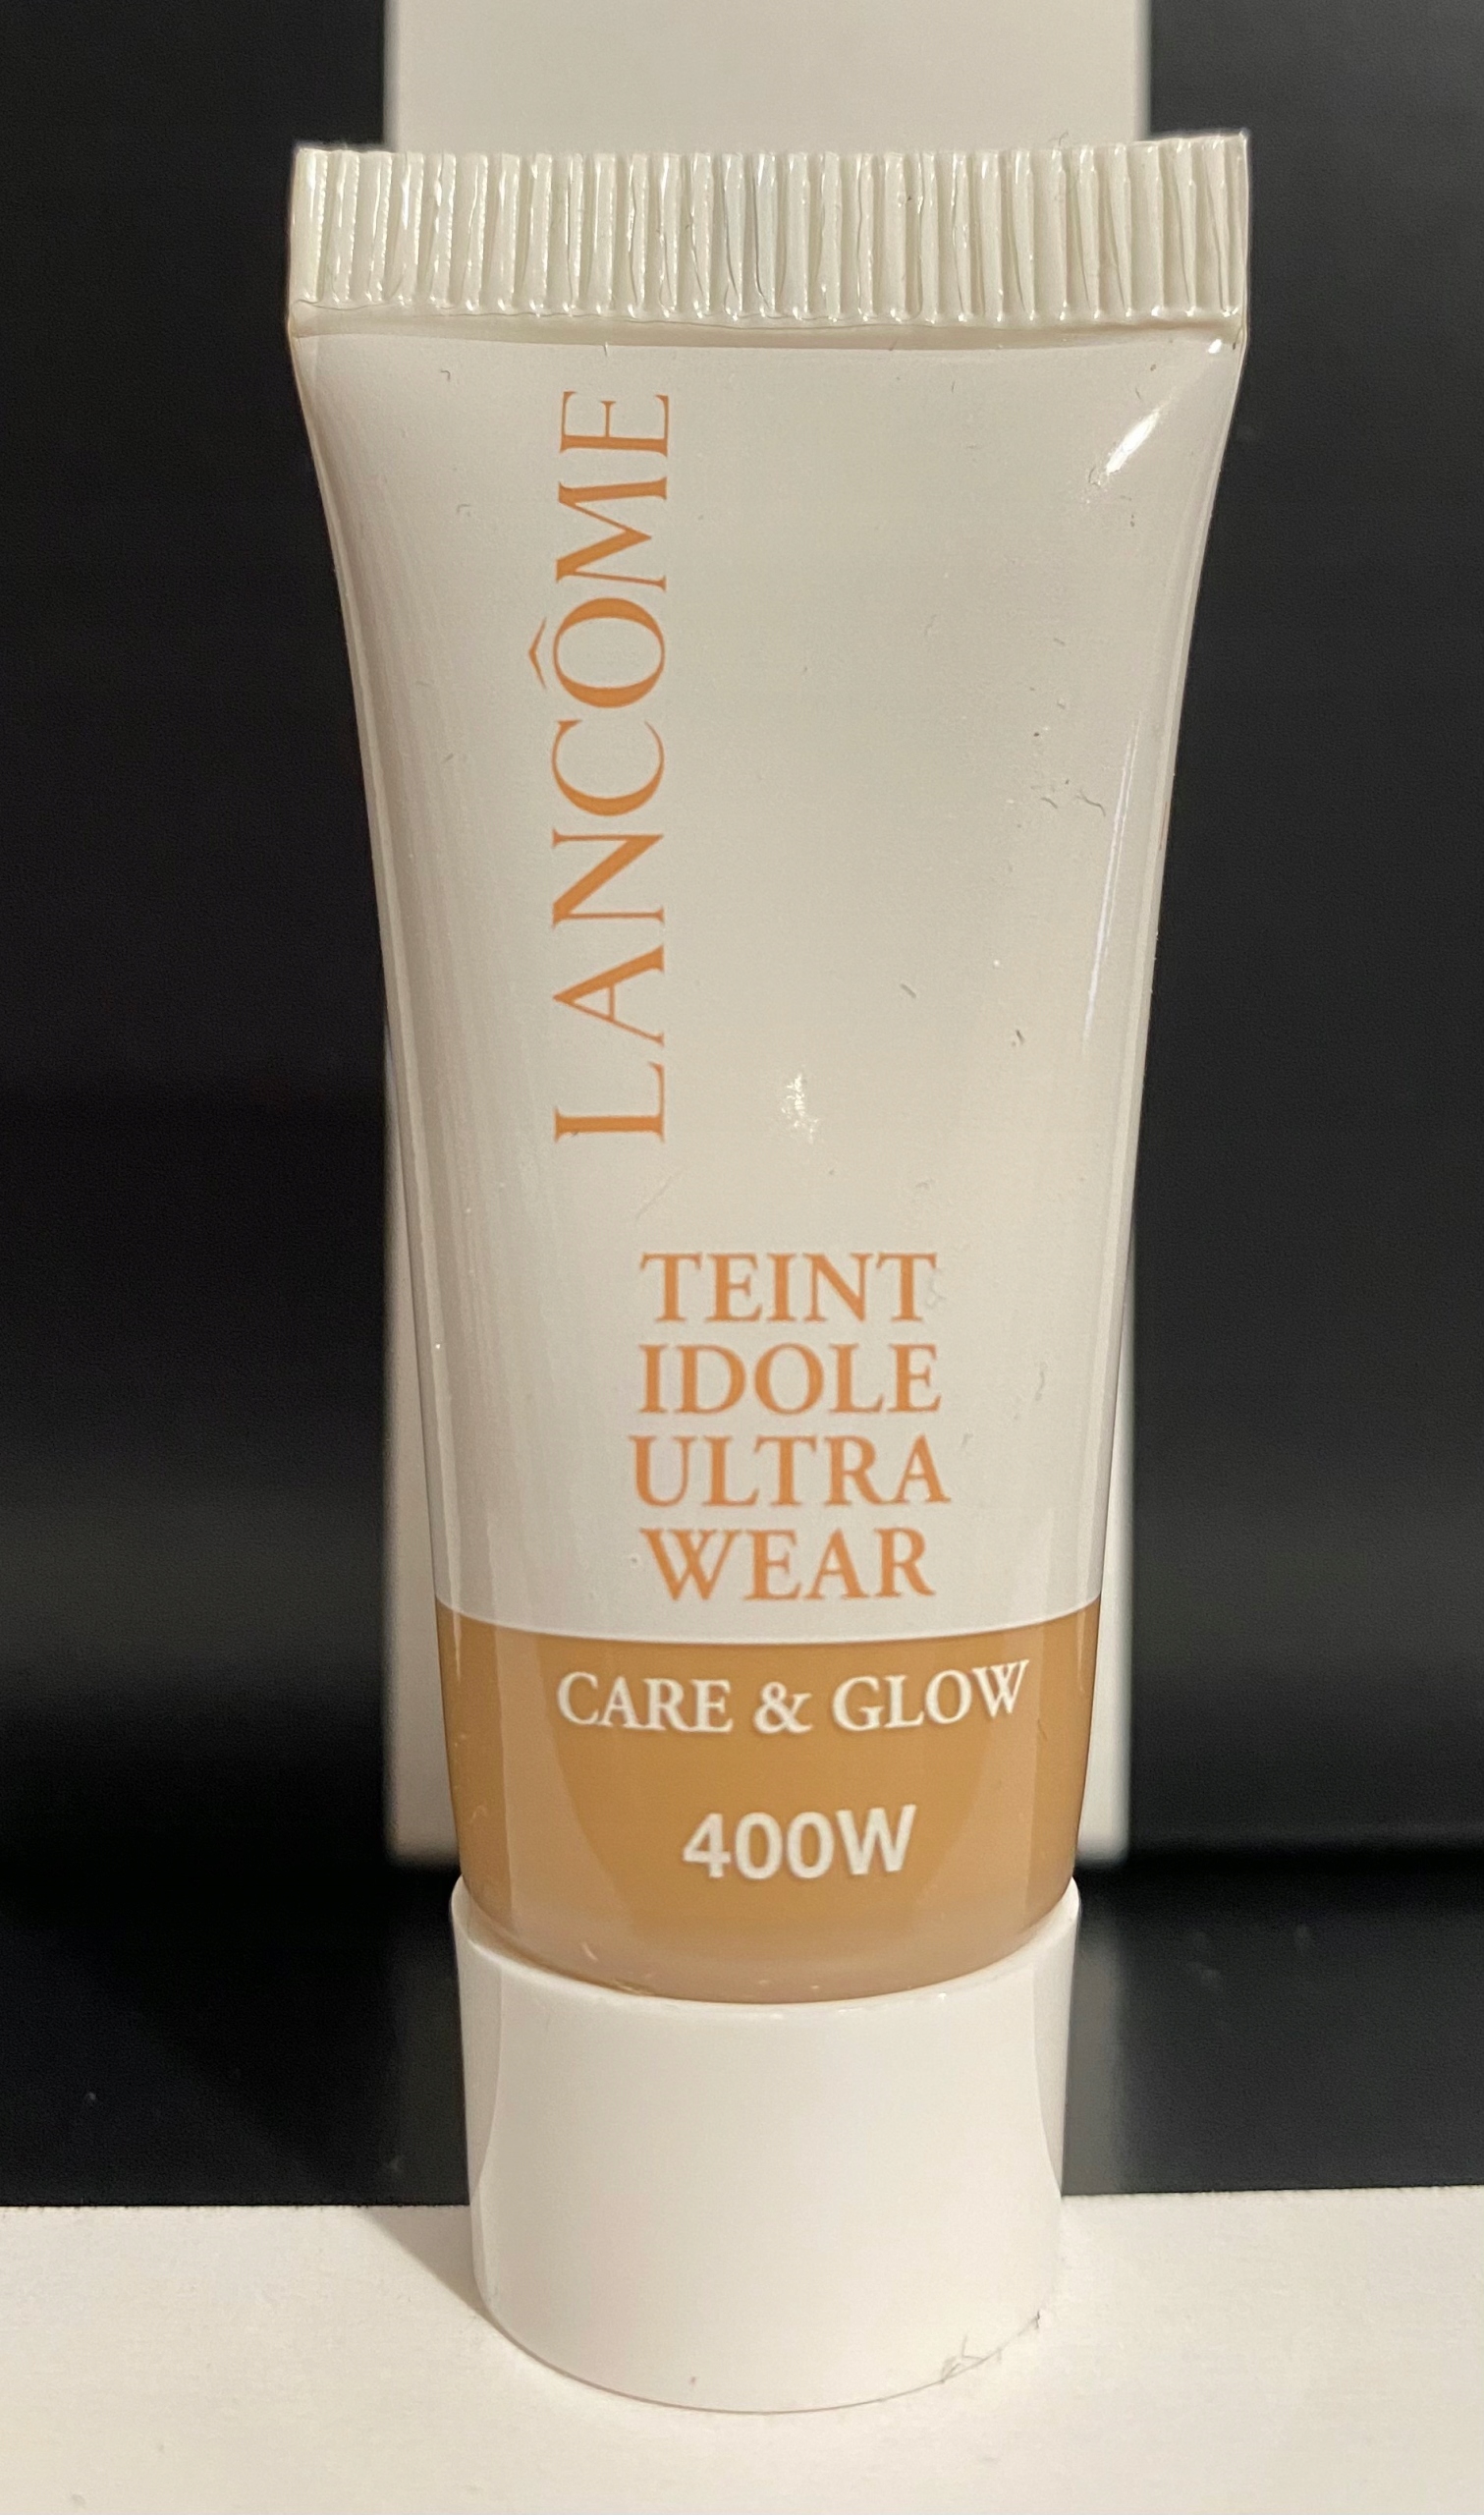 LANCÔME
TEINT
IDOLE
ULTRA
WEAR
CARE & GLOW
400W